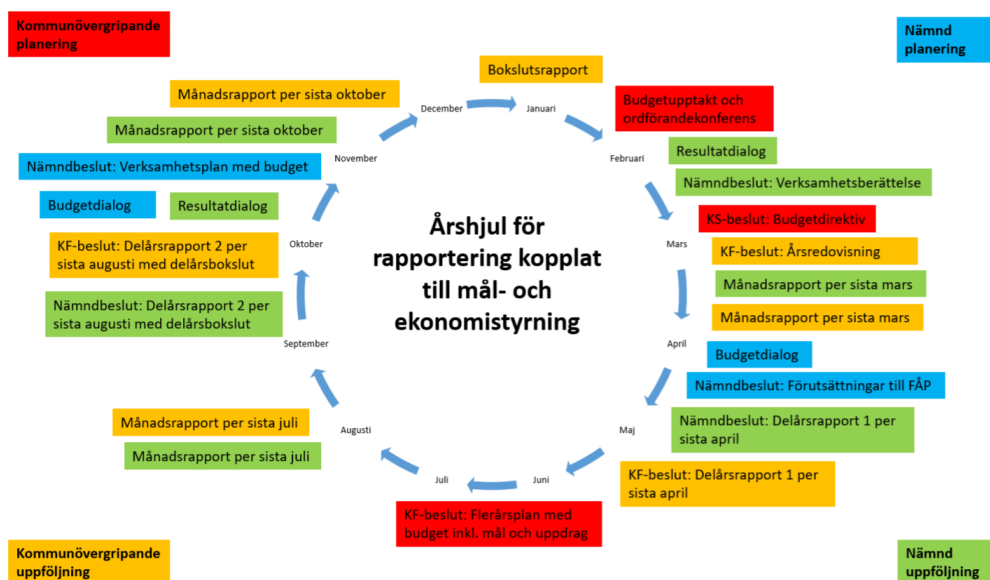 Kommunövergripande
planering
Nämnd
planering
Bokslutsrapport
Månadsrapport per sista oktober
December
Januari
Budgetupptakt och
ordförandekonferens
Månadsrapport per sista oktober
November
Februari
Resultatdialog
Nämndbeslut: Verksamhetsplan med budget
Nämndbeslut: Verksamhetsberättelse
Budgetdialog
Resultatdialog
KS-beslut: Budgetdirektiv
Årshjul för
rapportering kopplat
till mål- och
ekonomistyrning
KF-beslut: Delårsrapport 2 per
sista augusti med delårsbokslut
Oktober
Mars
KF-beslut: Årsredovisning
Månadsrapport per sista mars
Nämndbeslut: Delårsrapport 2 per
sista augusti med delårsbokslut
Månadsrapport per sista mars
September
April
Budgetdialog
Nämndbeslut: Förutsättningar till FÅP
Månadsrapport per sista juli
Augusti
Maj
Nämndbeslut: Delårsrapport 1 per
sista april
Månadsrapport per sista juli
Juli
Juni
KF-beslut: Delårsrapport 1 per
sista april
KF-beslut: Flerårsplan med
budget inkl. mål och uppdrag
Kommunövergripande
uppföljning
Nämnd
uppföljning